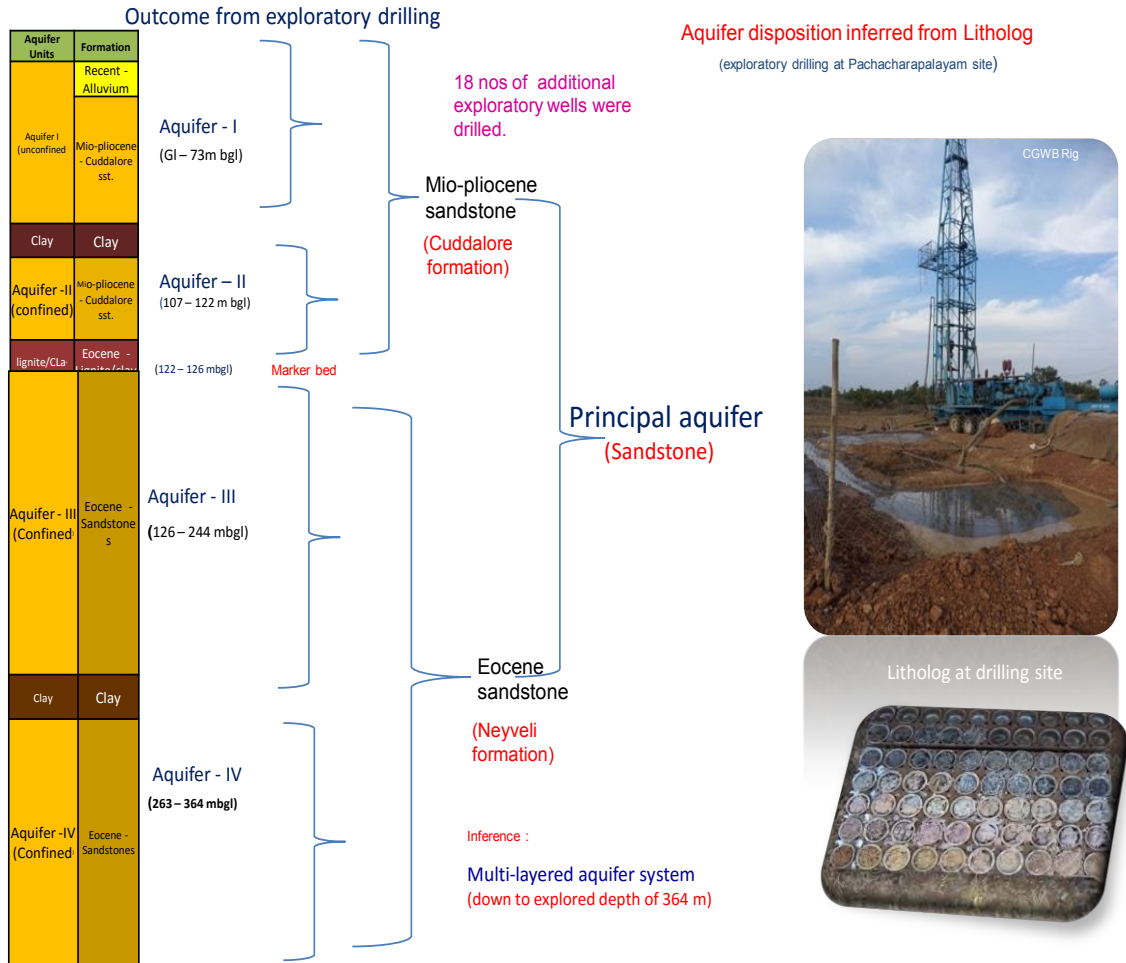 Outcome from exploratory drilling
Aquifer disposition inferred from Litholog
(exploratory drilling at Pachacharapalayam site)
18 nos of additional
exploratory wells were
drilled.
Aquifer
Units
Formation
Recent -
Alluvium
Aquifer I
(unconfined
Mio-pliocene
- Cuddalore
sst.
Clay
Clay
Aquifer -II
(confined)
Mio-pliocene
- Cuddalore
sst.
lignite/CLa
Eocene -
Lignite/clay
Aquifer - III
(Confined)
Eocene -
Sandstone
s
Clay
Clay
Aquifer -IV
(Confined)
Eocene -
Sandstones
Aquifer - I
(Gl – 73m bgl)
Aquifer – II
(107 – 122 m bgl)
(122 – 126 mbgl)
Marker bed
Aquifer - III
(126 – 244 mbgl)
Aquifer - IV
(263 – 364 mbgl)
Mio-pliocene
sandstone
(Cuddalore
formation)
Principal aquifer
(Sandstone)
Eocene
sandstone
(Neyveli
formation)
Inference :
Multi-layered aquifer system
(down to explored depth of 364 m)
CGWB Rig
Litholog at drilling site